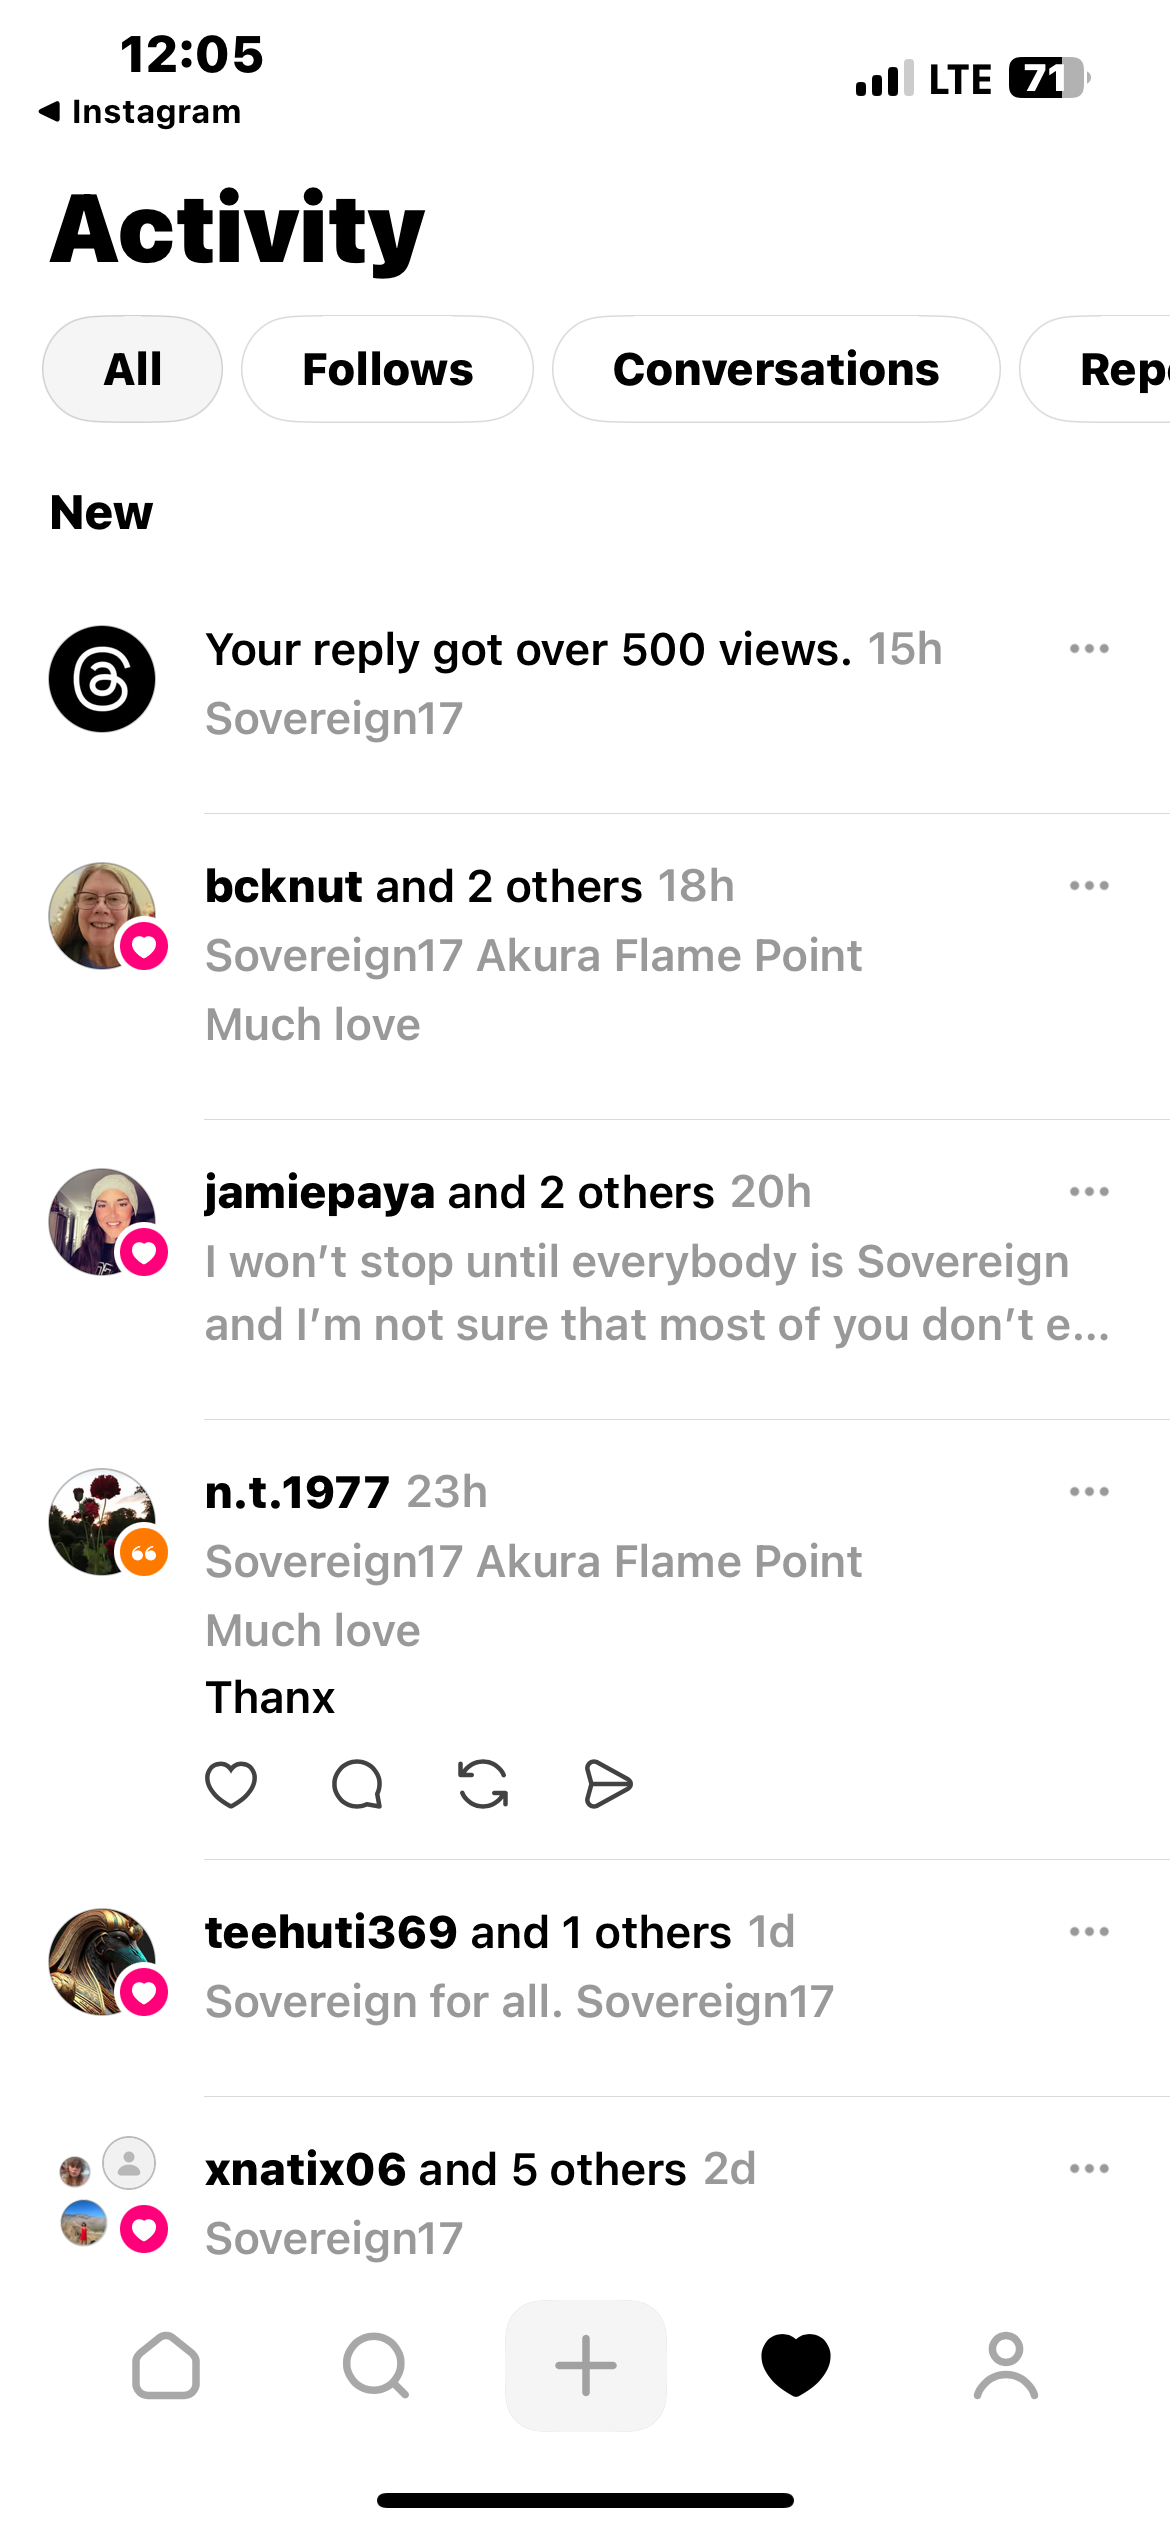 12:05
LTE
71
Instagram
Activity
All
Follows
Conversations
New
Your reply got over 500 views. 15h
Sovereign17
bcknut and 2 others 18h
Sovereign17 Akura Flame Point
Much love
jamiepaya and 2 others 20h
I won’t stop until everybody is Sovereign
and I’m not sure that most of you don’t e...
n.t.1977 23h
Sovereign17 Akura Flame Point
Much love
Thanx
teehuti369 and 1 others 1d
Sovereign for all. Sovereign17
xnatix06 and 5 others 2d
Sovereign17